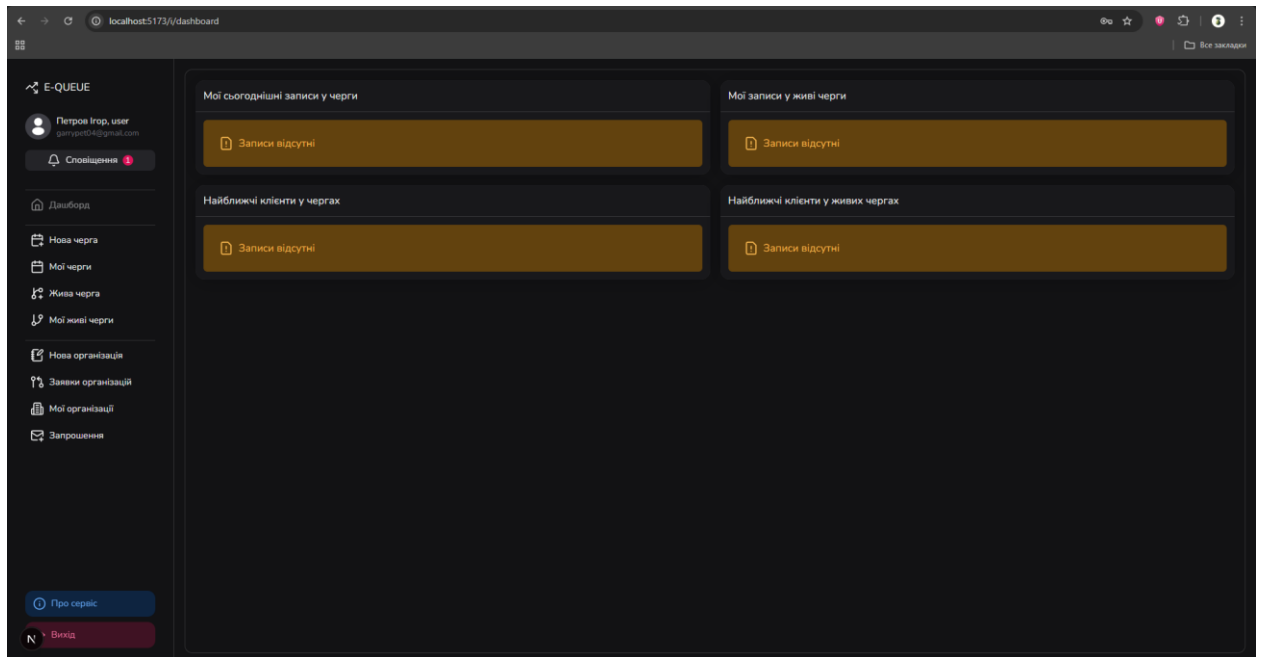 localhost:5173/i/dashboard
Все закладки
E-QUEUE
Петров Ігор, user
garrypet04@gmail.com
Сповіщення 1
Дашборд
Нова черга
Мої черги
Жива черга
Мої живі черги
Нова організація
Заявки організацій
Мої організації
Запрошення
Про сервіс
N
Вихід
Мої сьогоднішні записи у черги
Записи відсутні
Мої записи у живі черги
Записи відсутні
Найближчі клієнти у чергах
Записи відсутні
Найближчі клієнти у живих чергах
Записи відсутні